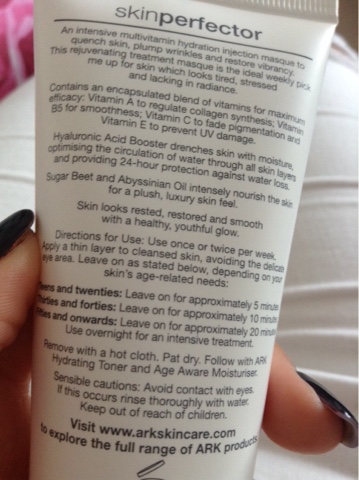 skinperfector
An intensive multivitamin hydration injection masque to
quench skin, plump wrinkles and restore vibrancy.
This rejuvenating treatment masque is the ideal weekly pick
me up for skin which looks tired, stressed
and lacking in radiance.
Contains an encapsulated blend of vitamins for maximum
efficacy: Vitamin A to regulate collagen synthesis; Vitamin
B5 for smoothness; Vitamin C to fade pigmentation and
Vitamin E to prevent UV damage.
Hyaluronic Acid Booster drenches skin with moisture,
optimising the circulation of water through all skin layers
and providing 24-hour protection against water loss.
Sugar Beet and Abyssinian Oil intensely nourish the skin
for a plush, luxury skin feel.
Skin looks rested, restored and smooth
with a healthy, youthful glow.
Directions for Use: Use once or twice per week.
Apply a thin layer to cleansed skin, avoiding the delicate
eye area. Leave on as stated below, depending on your
skin's age-related needs:
Teens and twenties: Leave on for approximately 5 minutes
Thirties and forties: Leave on for approximately 10 minutes
Fifties and onwards: Leave on for approximately 20 minutes
Use overnight for an intensive treatment.
Remove with a hot cloth. Pat dry. Follow with ARK
Hydrating Toner and Age Aware Moisturiser.
Sensible cautions: Avoid contact with eyes.
If this occurs rinse thoroughly with water.
Keep out of reach of children.
Visit www.arkskincare.com
to explore the full range of ARK products